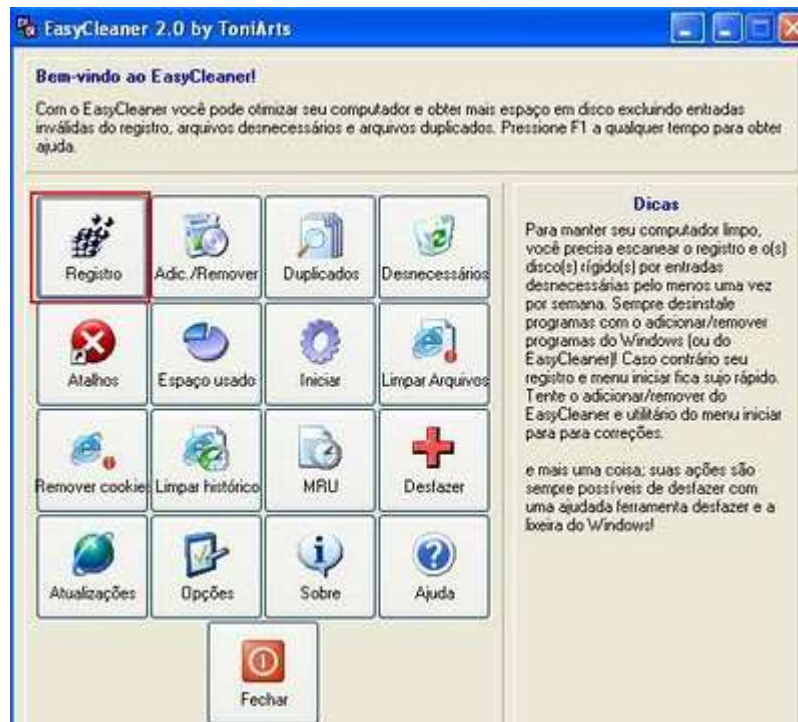 EasyCleaner 2.0 by ToniArts
Bem-vindo ao EasyCleaner!
Com o EasyCleaner você pode otimizar seu computador e obter mais espaço em disco excluindo entradas
inválidas do registro, arquivos desnecessários e arquivos duplicados. Pressione F1 a qualquer tempo para obter
ajuda.
Registro
Adic./Remover
Duplicados
Desnecessários
Atalhos
Espaço usado
Iniciar
Limpar Arquivos
Remover cookie
Limpar histórico
MRU
Desfazer
Atualizações
Opções
Sobre
Ajuda
Fechar
Dicas
Para manter seu computador limpo,
você precisa escanear o registro e o(s)
disco(s) rígido(s) por entradas
desnecessárias pelo menos uma vez
por semana. Sempre desinstale
programas com o adicionar/remover
programas do Windows (ou do
EasyCleaner)! Caso contrário seu
registro e menu iniciar fica sujo rápido.
Tente o adicionar/remover do
EasyCleaner e utilitário do menu iniciar
para para correções.
e mais uma coisa; suas ações são
sempre possíveis de desfazer com
uma ajudada ferramenta desfazer e a
lixeira do Windows!